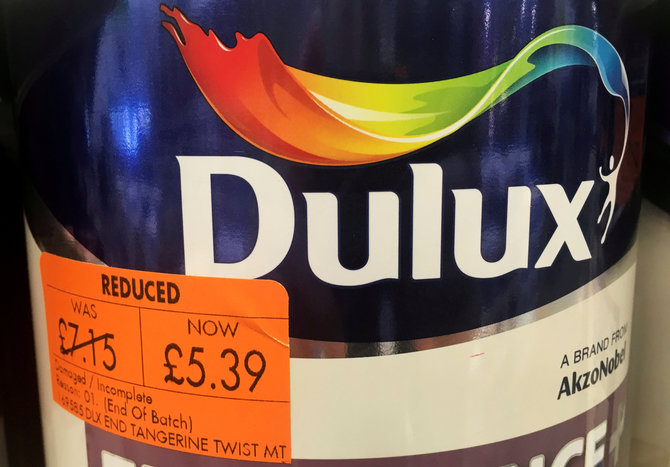 Dulux
REDUCED
WAS
£7.15
NOW
£5.39
Damaged / Incomplete
Reason: 01. (End Of Batch)
DLX END TANGERINE TWIST MT
A BRAND FROM
AkzoNobel